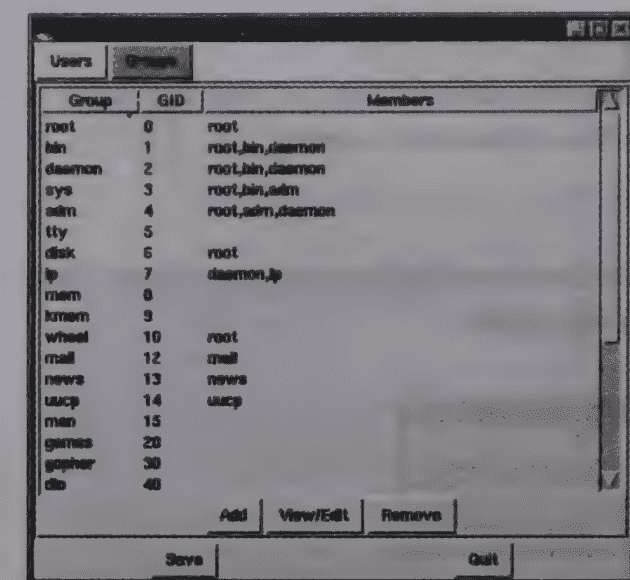 Users Groups
Group GID Members
root 0 root
bin 1 root,bin,daemon
daemon 2 root,bin,daemon
sys 3 root,bin,adm
adm 4 root,adm,daemon
tty 5
disk 6 root
lp 7 daemon,lp
mem 8
kmem 9
wheel 10 root
mail 12 mail
news 13 news
uucp 14 uucp
man 15
games 20
gopher 30
dip 40
Add View/Edit Remove
Save Quit